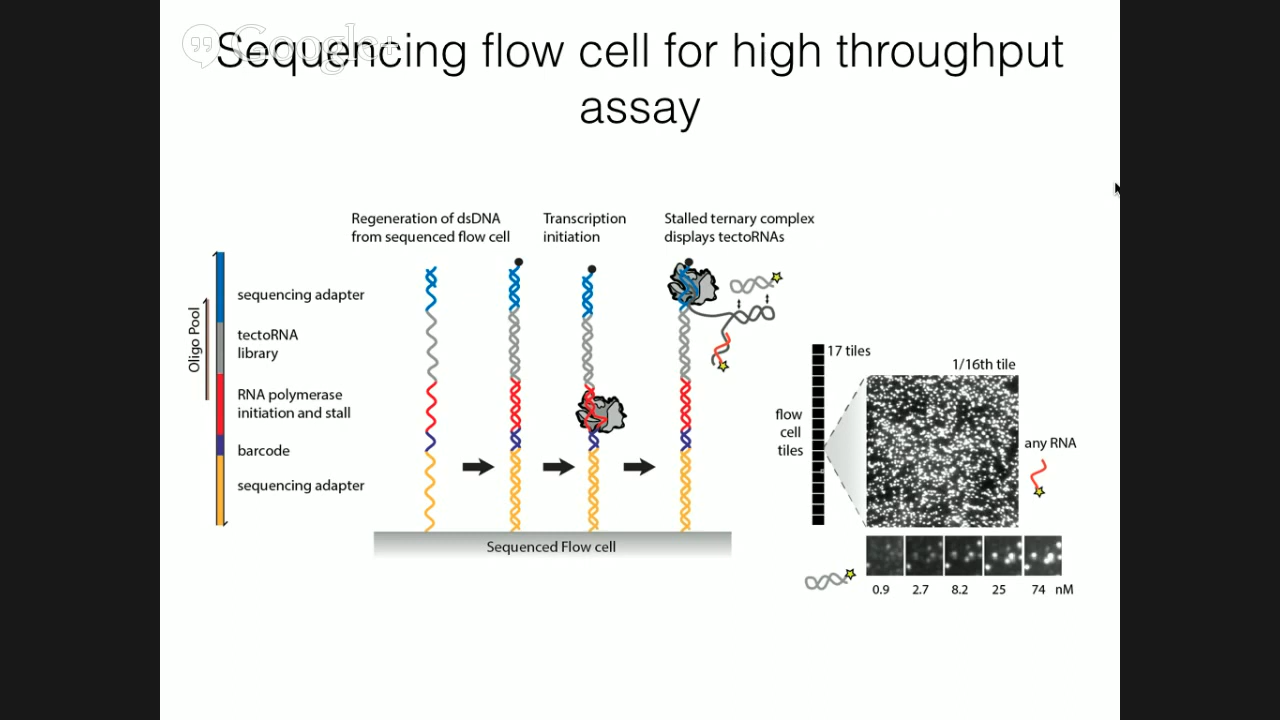 Google+
Sequencing flow cell for high throughput
assay
Regeneration of dsDNA
from sequenced flow cell
Transcription
initiation
Stalled ternary complex
displays tectoRNAs
Oligo Pool
sequencing adapter
tectoRNA
library
RNA polymerase
initiation and stall
barcode
sequencing adapter
Sequenced Flow cell
17 tiles
1/16th tile
flow
cell
tiles
any RNA
0.9 2.7 8.2 25 74 nM